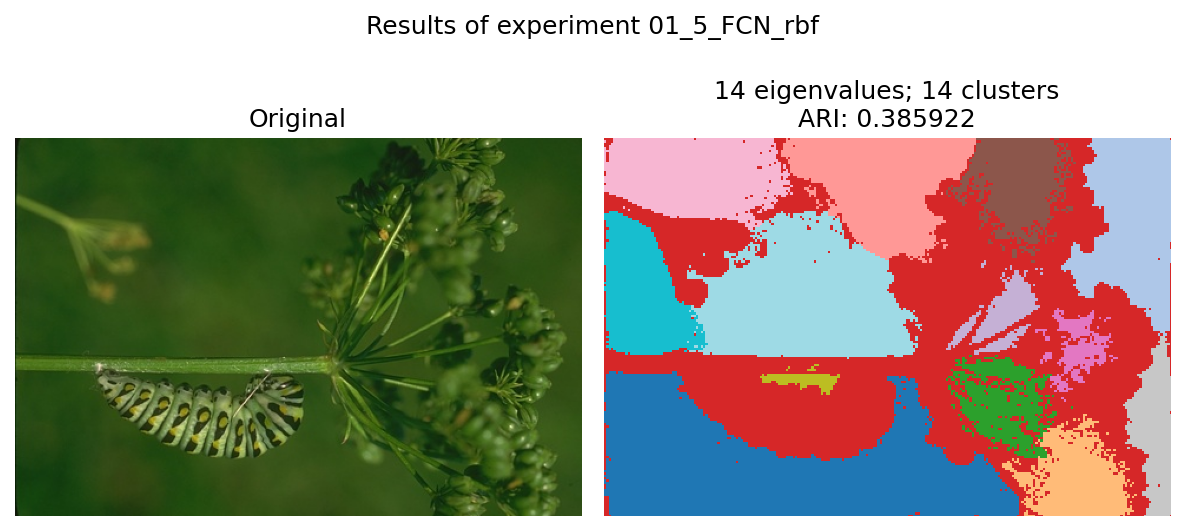 Results of experiment 01_5_FCN_rbf
Original
14 eigenvalues; 14 clusters
ARI: 0.385922